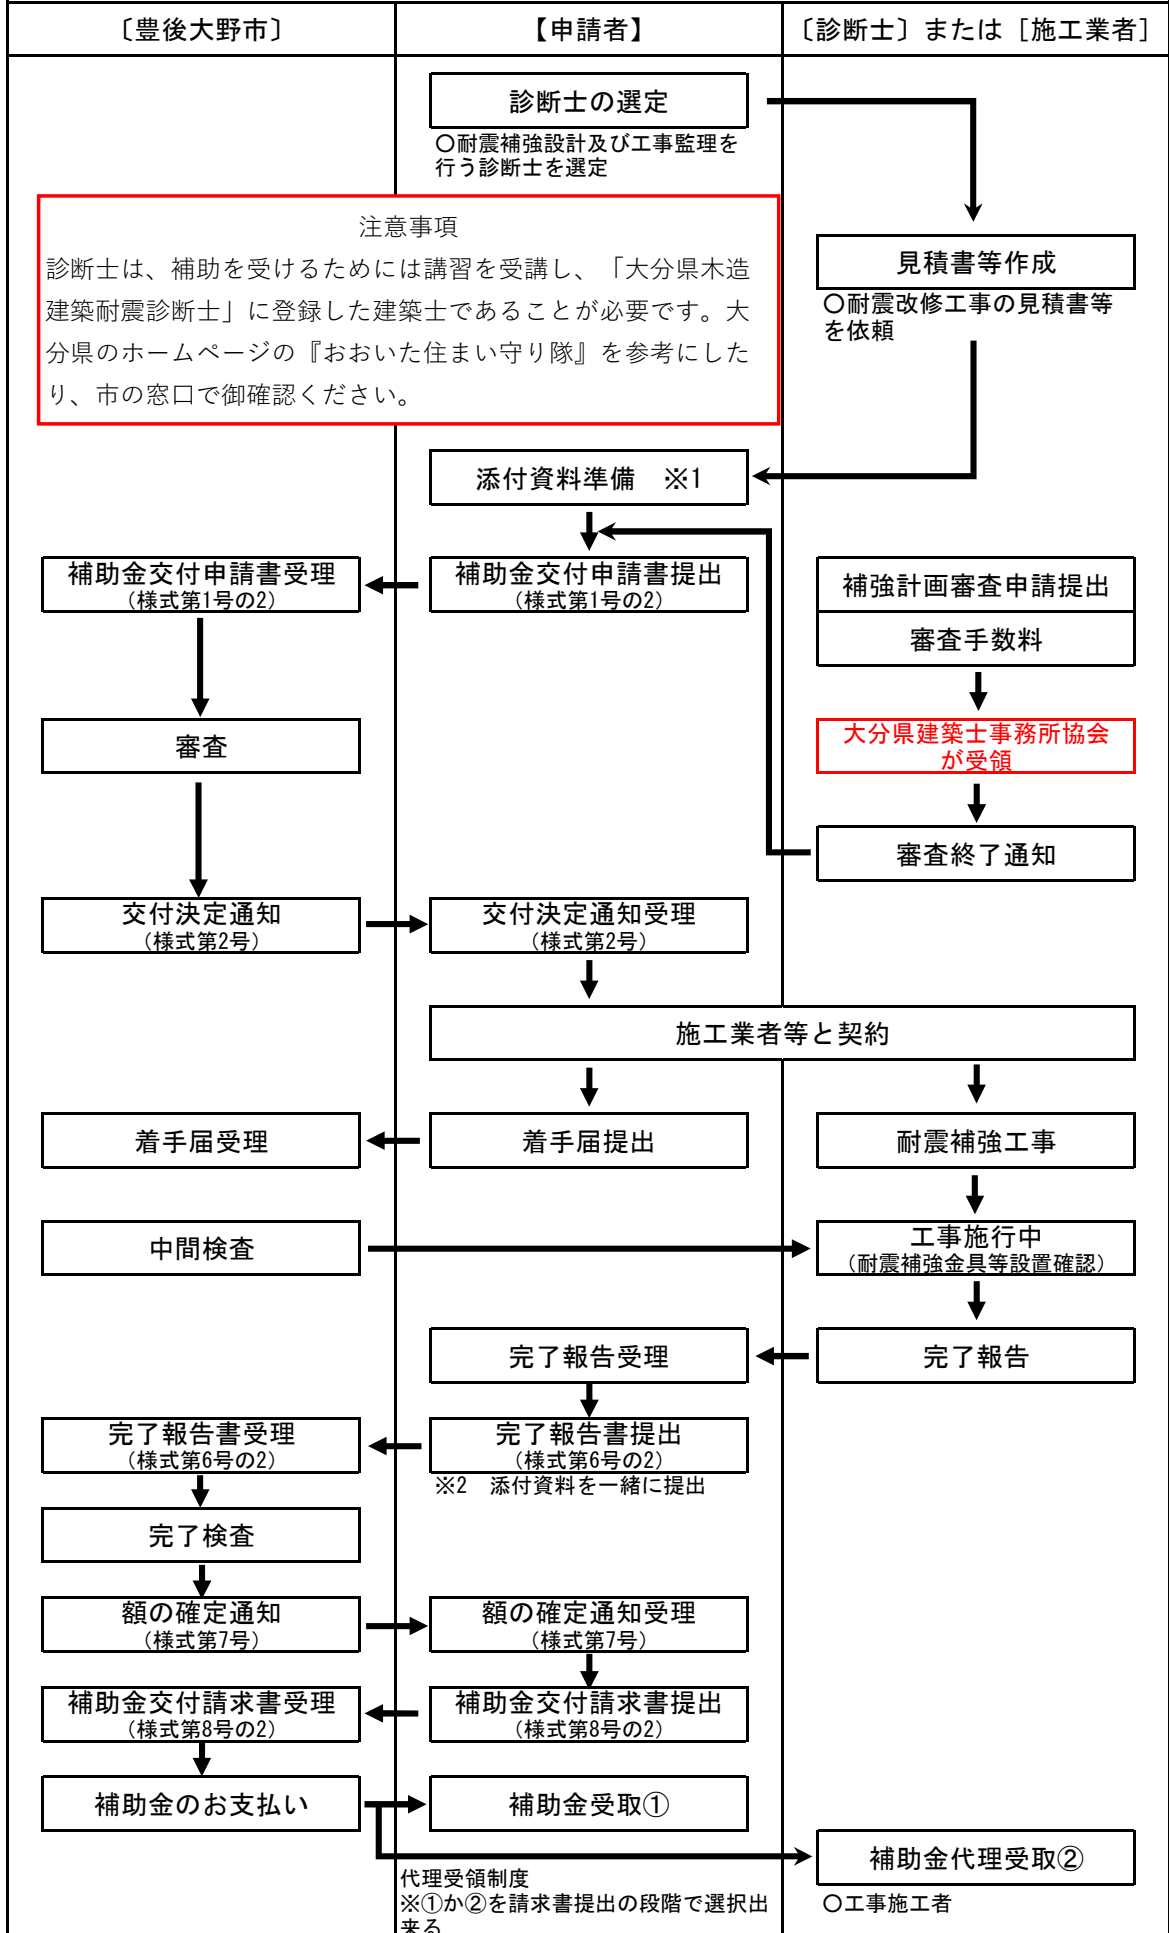 〔豊後大野市〕
【申請者】
〔診断士〕または［施工業者］
診断士の選定
〇耐震補強設計及び工事監理を
行う診断士を選定
注意事項
診断士は、補助を受けるためには講習を受講し、「大分県木造
建築耐震診断士」に登録した建築士であることが必要です。大
分県のホームページの『おおいた住まい守り隊』を参考にした
り、市の窓口で御確認ください。
見積書等作成
〇耐震改修工事の見積書等
を依頼
添付資料準備　※1
補助金交付申請書受理
（様式第1号の2）
補助金交付申請書提出
（様式第1号の2）
補強計画審査申請提出
審査手数料
審査
大分県建築士事務所協会
が受領
審査終了通知
交付決定通知
（様式第2号）
交付決定通知受理
（様式第2号）
施工業者等と契約
着手届受理
着手届提出
耐震補強工事
中間検査
工事施行中
（耐震補強金具等設置確認）
完了報告受理
完了報告
完了報告書受理
（様式第6号の2）
完了報告書提出
（様式第6号の2）
※2　添付資料を一緒に提出
完了検査
額の確定通知
（様式第7号）
額の確定通知受理
（様式第7号）
補助金交付請求書受理
（様式第8号の2）
補助金交付請求書提出
（様式第8号の2）
補助金のお支払い
補助金受取①
補助金代理受取②
〇工事施工者
代理受領制度
※①か②を請求書提出の段階で選択出
来る